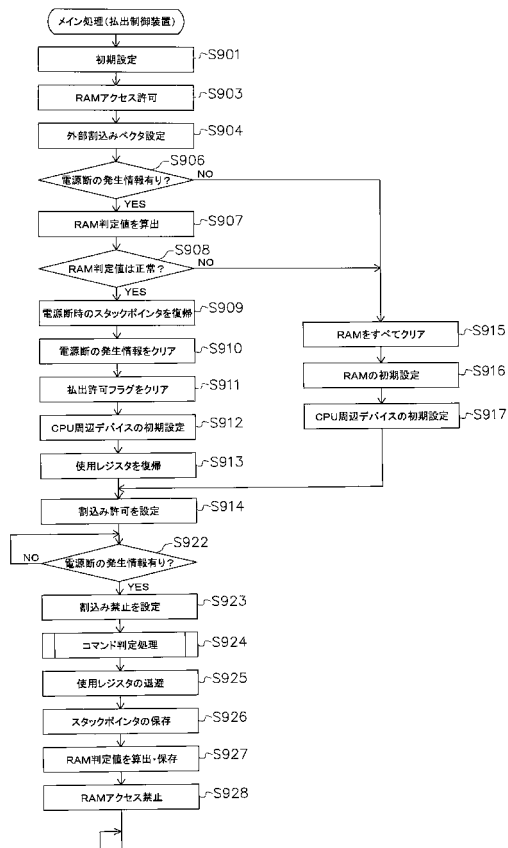 メイン処理(払出制御装置)
初期設定
S901
RAMアクセス許可
S903
外部割込みベクタ設定
S904
電源断の発生情報有り?
S906
NO
YES
RAM判定値を算出
S907
RAM判定値は正常?
S908
NO
YES
電源断時のスタックポインタを復帰
S909
電源断の発生情報をクリア
S910
払出許可フラグをクリア
S911
CPU周辺デバイスの初期設定
S912
使用レジスタを復帰
S913
RAMをすべてクリア
S915
RAMの初期設定
S916
CPU周辺デバイスの初期設定
S917
割込み許可を設定
S914
電源断の発生情報有り?
S922
NO
YES
割込み禁止を設定
S923
コマンド判定処理
S924
使用レジスタの退避
S925
スタックポインタの保存
S926
RAM判定値を算出・保存
S927
RAMアクセス禁止
S928